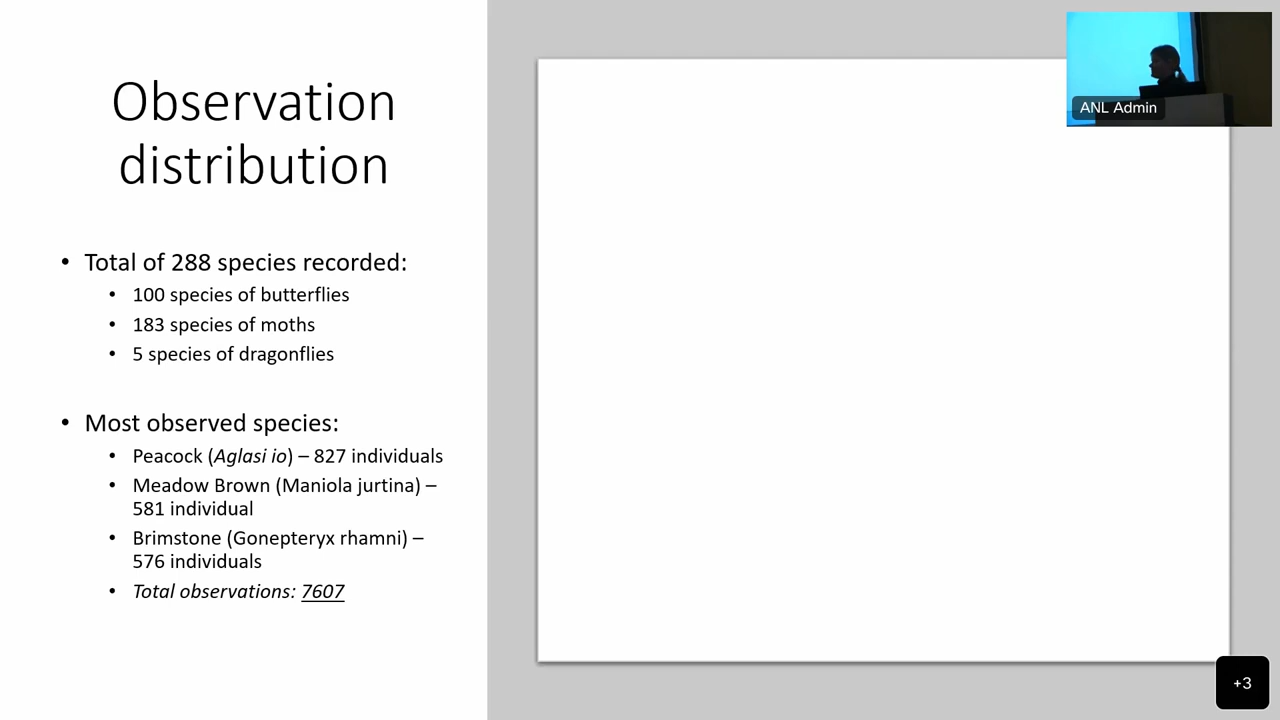 Observation
distribution
• Total of 288 species recorded:
• 100 species of butterflies
• 183 species of moths
• 5 species of dragonflies
• Most observed species:
• Peacock (Aglasi io) – 827 individuals
• Meadow Brown (Maniola jurtina) –
581 individual
• Brimstone (Gonepteryx rhamni) –
576 individuals
• Total observations: 7607
ANL Admin
+3